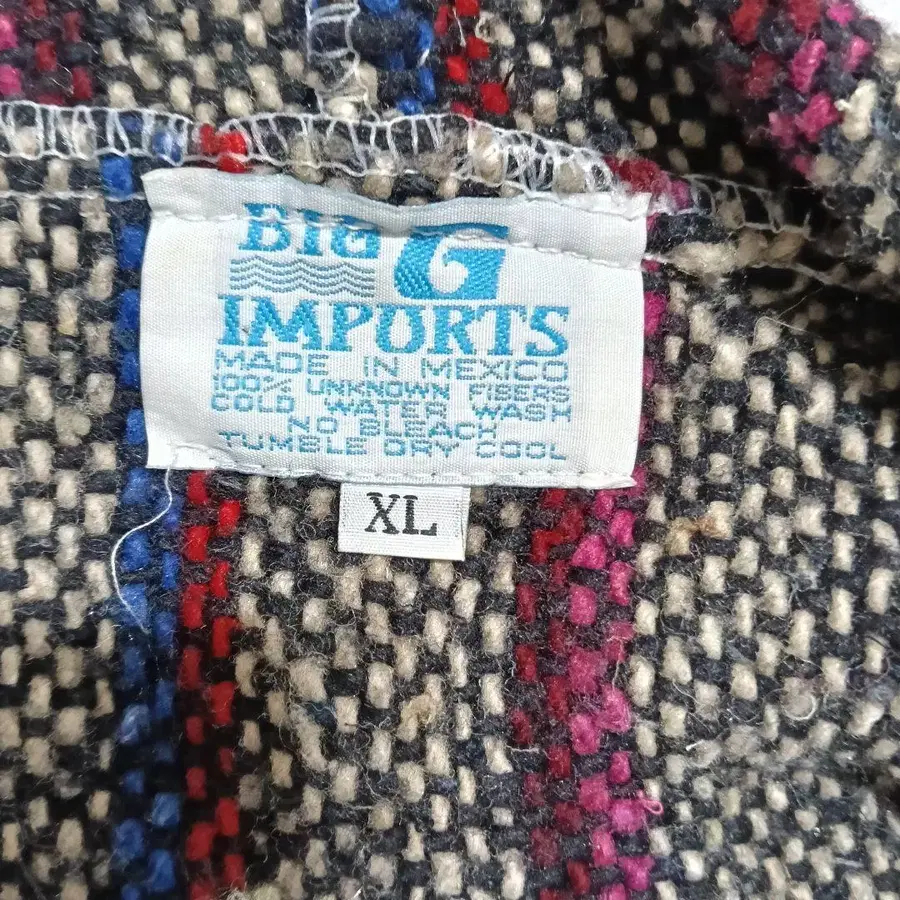 BIG G
IMPORTS
MADE IN MEXICO
100% UNKNOWN FIBERS
COLD WATER WASH
NO BLEACH
TUMBLE DRY COOL
XL